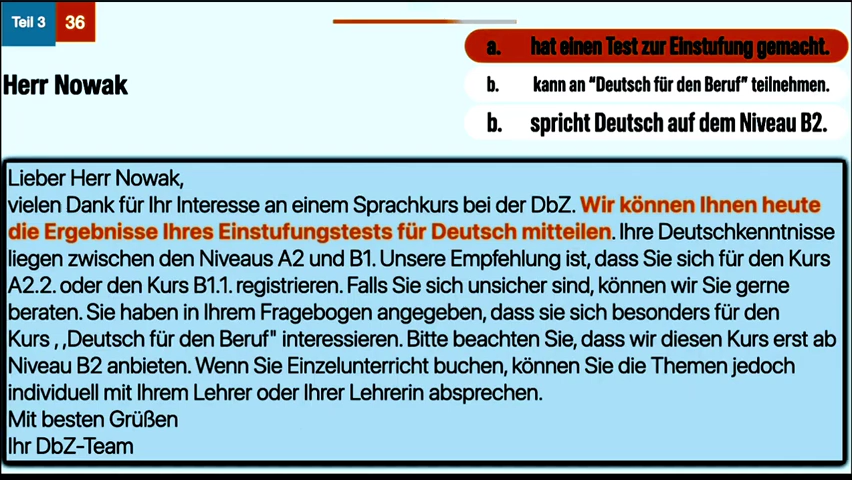 Teil 3
36
a. hat einen Test zur Einstufung gemacht.
Herr Nowak
b. kann an “Deutsch für den Beruf” teilnehmen.
b. spricht Deutsch auf dem Niveau B2.
Lieber Herr Nowak,
vielen Dank für Ihr Interesse an einem Sprachkurs bei der DbZ. Wir können Ihnen heute
die Ergebnisse Ihres Einstufungstests für Deutsch mitteilen. Ihre Deutschkenntnisse
liegen zwischen den Niveaus A2 und B1. Unsere Empfehlung ist, dass Sie sich für den Kurs
A2.2. oder den Kurs B1.1. registrieren. Falls Sie sich unsicher sind, können wir Sie gerne
beraten. Sie haben in Ihrem Fragebogen angegeben, dass sie sich besonders für den
Kurs , ,Deutsch für den Beruf" interessieren. Bitte beachten Sie, dass wir diesen Kurs erst ab
Niveau B2 anbieten. Wenn Sie Einzelunterricht buchen, können Sie die Themen jedoch
individuell mit Ihrem Lehrer oder Ihrer Lehrerin absprechen.
Mit besten Grüßen
Ihr DbZ-Team